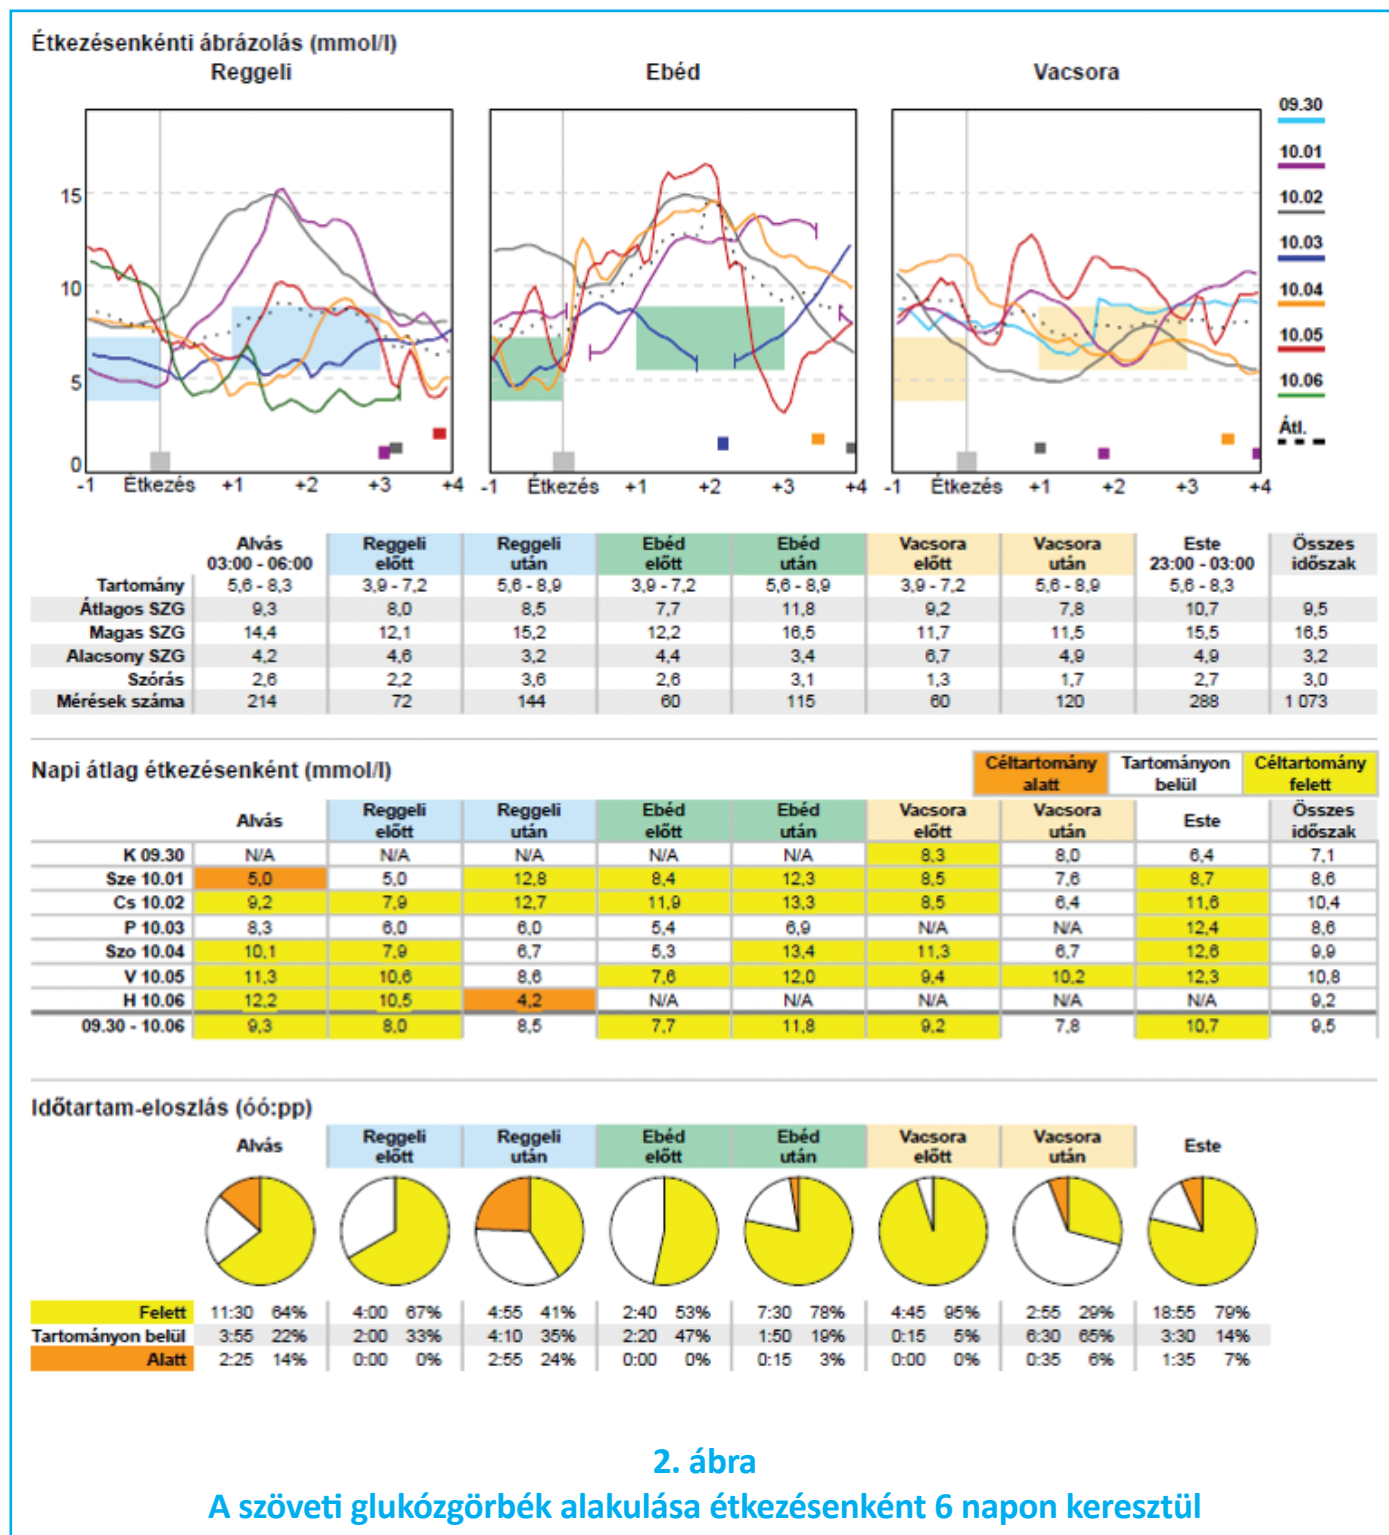 Étkezésenkénti ábrázolás (mmol/l)
Reggeli Ebéd Vacsora
15
10
5
0
-1 Étkezés +1 +2 +3 +4
-1 Étkezés +1 +2 +3 +4
-1 Étkezés +1 +2 +3 +4
09.30
10.01
10.02
10.03
10.04
10.05
10.06
Átl.
Alvás 03:00 - 06:00 Reggeli előtt Reggeli után Ebéd előtt Ebéd után Vacsora előtt Vacsora után Este 23:00 - 03:00 Összes időszak
Tartomány 5,6 - 8,3 3,9 - 7,2 5,6 - 8,9 3,9 - 7,2 5,6 - 8,9 3,9 - 7,2 5,6 - 8,9 5,6 - 8,3
Átlagos SZG 9,3 8,0 8,5 7,7 11,8 9,2 7,8 10,7 9,5
Magas SZG 14,4 12,1 15,2 12,2 16,5 11,7 11,5 15,5 16,5
Alacsony SZG 4,2 4,6 3,2 4,4 3,4 6,7 4,9 4,9 3,2
Szórás 2,6 2,2 3,6 2,6 3,1 1,3 1,7 2,7 3,0
Mérések száma 214 72 144 60 115 60 120 288 1 073
Napi átlag étkezésenként (mmol/l)
Céltartomány alatt Tartományon belül Céltartomány felett
Alvás Reggeli előtt Reggeli után Ebéd előtt Ebéd után Vacsora előtt Vacsora után Este Összes időszak
K 09.30 N/A N/A N/A N/A N/A 8,3 8,0 6,4 7,1
Sze 10.01 5,0 5,0 12,8 8,4 12,3 8,5 7,6 8,7 8,6
Cs 10.02 9,2 7,9 12,7 11,9 13,3 8,5 6,4 11,6 10,4
P 10.03 8,3 6,0 6,0 5,4 6,9 N/A N/A 12,4 8,6
Szo 10.04 10,1 7,9 6,7 5,3 13,4 11,3 6,7 12,6 9,9
V 10.05 11,3 10,6 8,6 7,6 12,0 9,4 10,2 12,3 10,8
H 10.06 12,2 10,5 4,2 N/A N/A N/A N/A N/A 9,2
09.30 - 10.06 9,3 8,0 8,5 7,7 11,8 9,2 7,8 10,7 9,5
Időtartam-eloszlás (óó:pp)
Alvás Reggeli előtt Reggeli után Ebéd előtt Ebéd után Vacsora előtt Vacsora után Este
Felett 11:30 64% 4:00 67% 4:55 41% 2:40 53% 7:30 78% 4:45 95% 2:55 29% 18:55 79%
Tartományon belül 3:55 22% 2:00 33% 4:10 35% 2:20 47% 1:50 19% 0:15 5% 6:30 65% 3:30 14%
Alatt 2:25 14% 0:00 0% 2:55 24% 0:00 0% 0:15 3% 0:00 0% 0:35 6% 1:35 7%
2. ábra
A szöveti glukózgörbék alakulása étkezésenként 6 napon keresztül